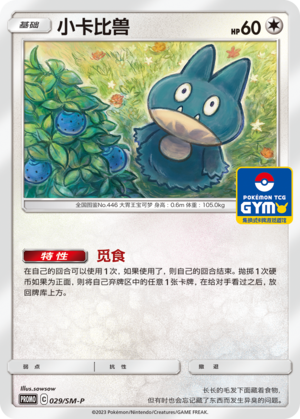 基础 小卡比兽 HP60
全国图鉴No.446 大胃王宝可梦 身高：0.6m 体重：105.0kg
POKÉMON TCG
GYM
特性 觅食
在自己的回合可以使用1次，如果使用了，则自己回合结束。抛掷1次硬
币如果为正面，则将自己弃牌区中的任意1张卡牌，在给对手看过之后，放
回牌库上方。
弱点 抗性 撤退
illus.sowsow
PROMO C 029/SM-P
长长的毛发下面藏着食物。
但有时也会忘记藏了东西而发生异臭的骚动。
©2023 Pokémon/Nintendo/Creatures/GAME FREAK.